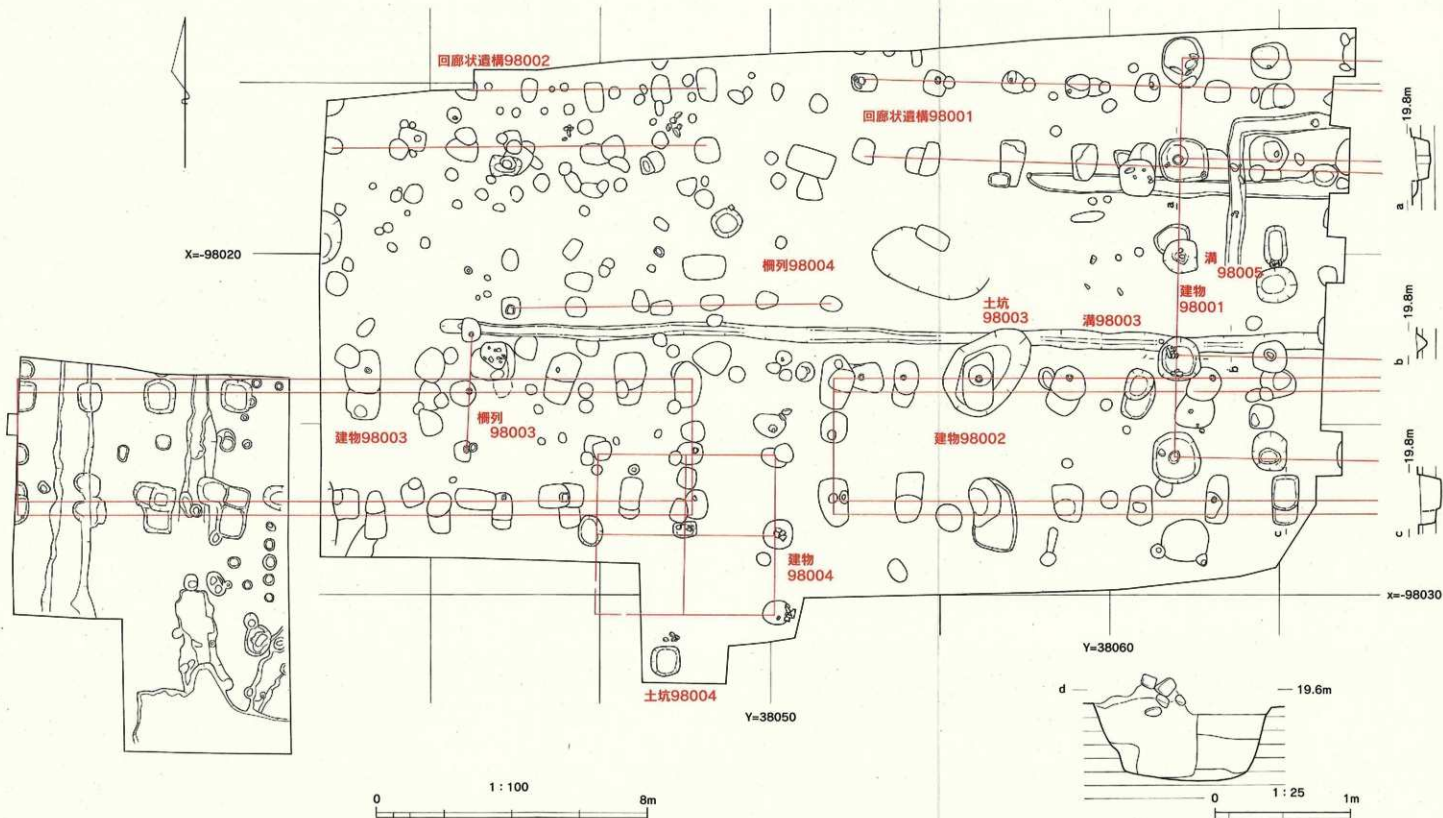 回廊状遺構98002
回廊状遺構98001
19.8m
a
a
X=-98020
柵列98004
溝
98005
建物
98001
土坑
98003
溝98003
19.8m
b
b
柵列
98003
建物98003
建物98002
19.8m
c
c
建物
98004
x=-98030
Y=38060
土坑98004
Y=38050
d
19.6m
1：100
0
8m
1：25
0
1m